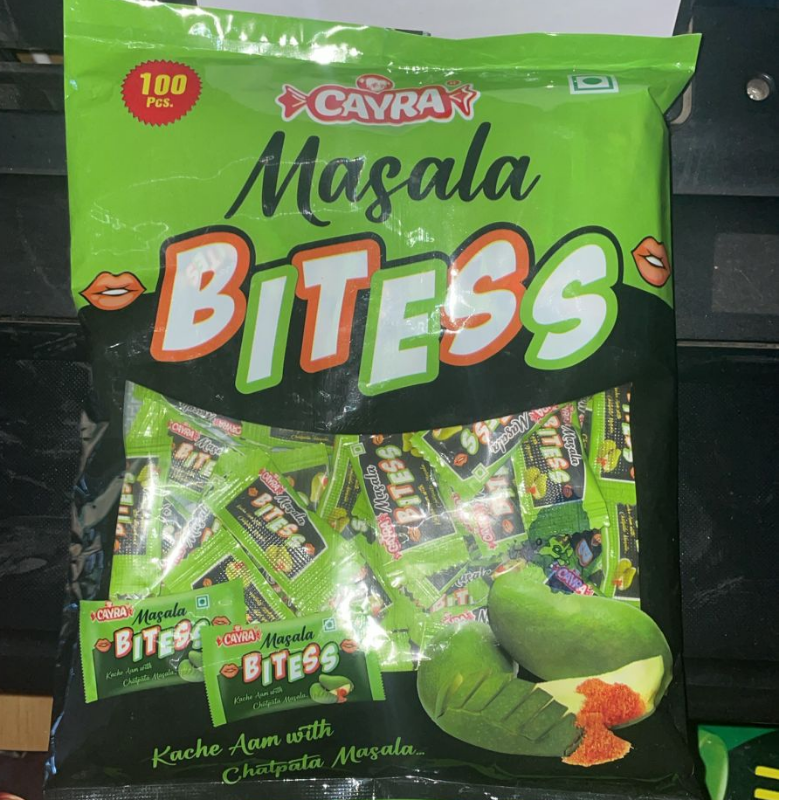 100
Pcs.
CAYRA
Masala
BITESS
CAYRA
Masala
BITESS
Kache Aam with
Chatpata Masala...
CAYRA
Masala
BITESS
Kache Aam with
Chatpata Masala...
Kache Aam with
Chatpata Masala...